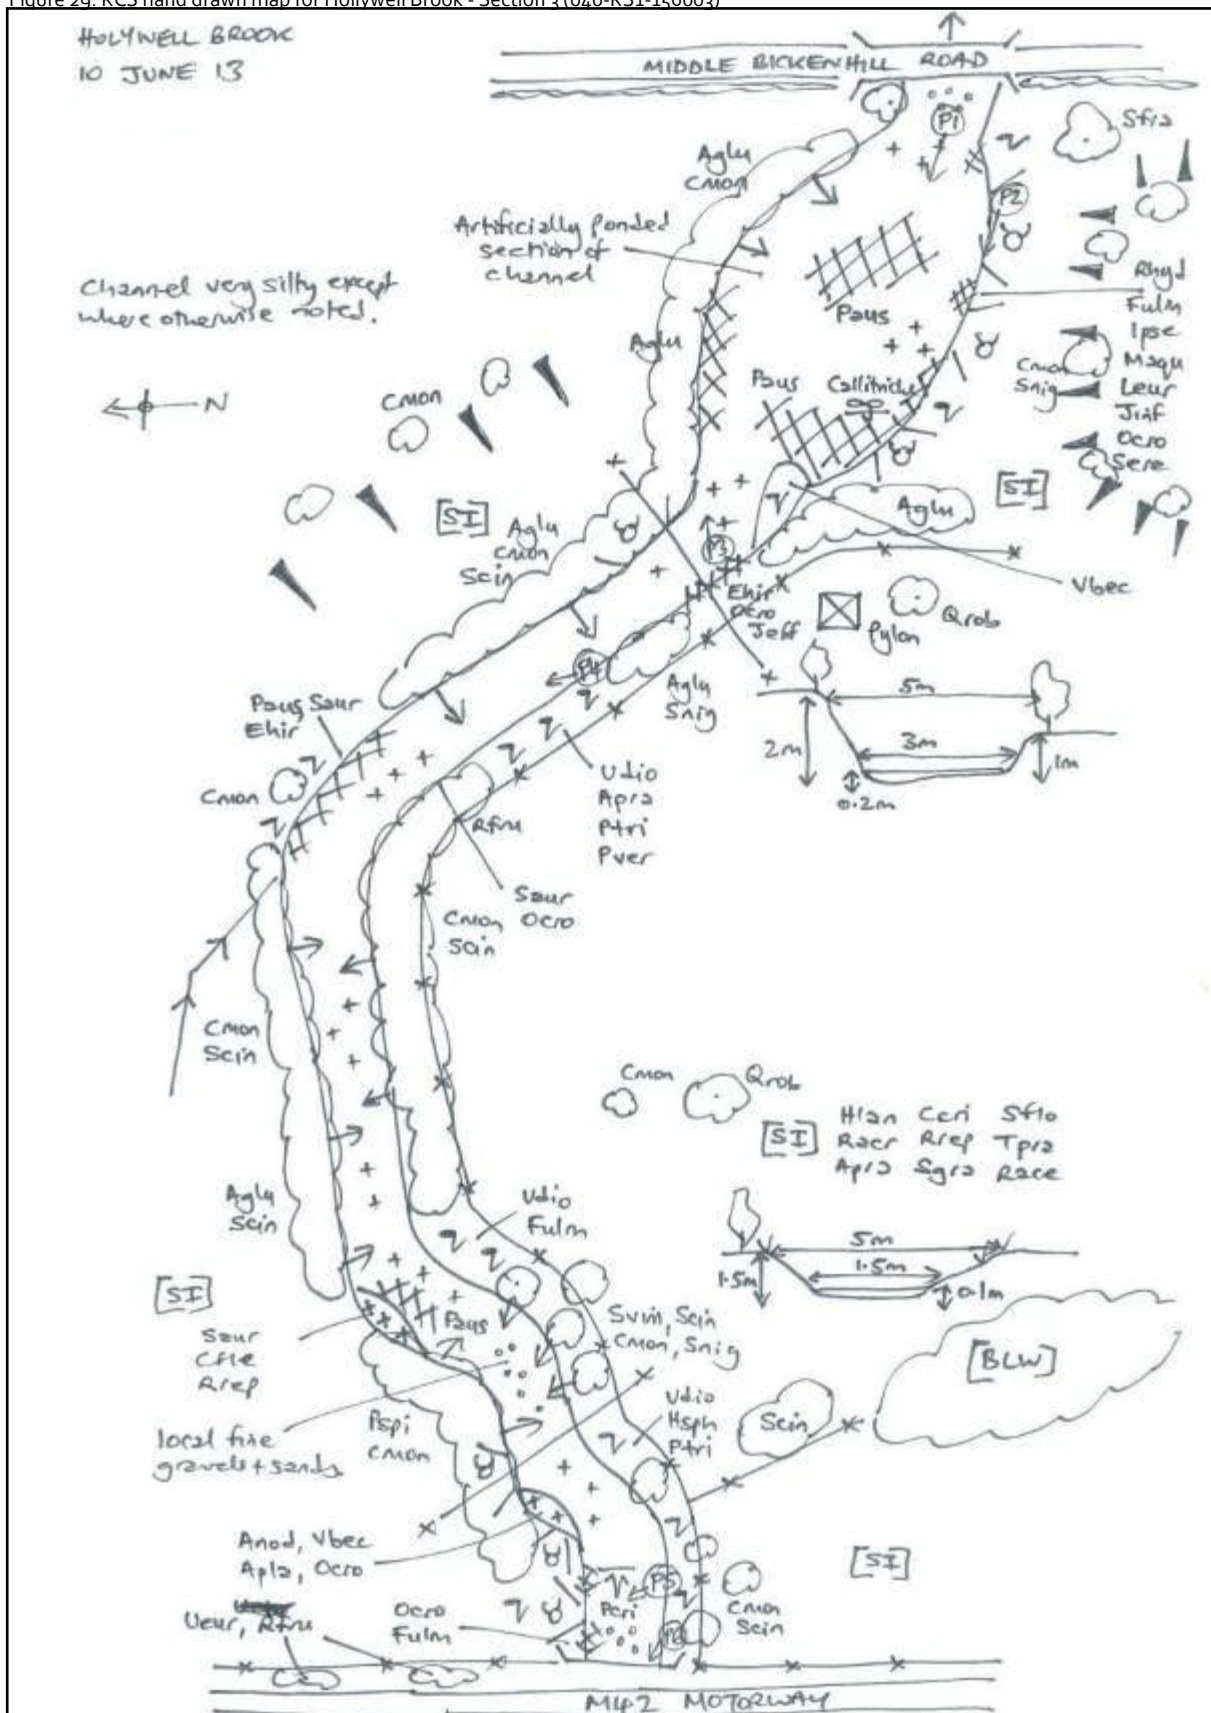 Figure 29: RCS hand drawn map for Hollywell Brook - Section 3 (040-RS1-156003)
HOLYWELL BROOK
10 JUNE 13
MIDDLE BICKENHILL ROAD
P1
Sfra
Aglu
Cmon
P2
Artificially ponded
section of
channel
Channel very silty except
where otherwise noted.
Paus
Rhyd
Fulm
Ipse
Maqu
Leur
Jinf
Ocro
Sere
Cmon
Snig
Aglu
Paus
Callitriche
N
Cmon
[SI]
Aglu
Cmon
Scin
[SI]
Aglu
P3
Vbec
Ehir
Ocro
Jeff
Pylon
Qrob
P4
Aglu
Snig
5m
3m
2m
1m
0.2m
Paus Saur
Ehir
Cmon
Udio
Apra
Ptri
Pver
Rfru
Saur
Ocro
Cmon
Scin
Cmon
Scin
Cmon
Qrob
[SI]
Hlan Ccri Sflo
Racr Rrep Tpra
Apra Sgra Race
Aglu
Scin
Udio
Fulm
5m
1.5m
1.5m
0.1m
[SI]
Paus
Saur
Cfle
Rrep
Svim, Scin
Cmon, Snig
[BLW]
local fine
gravels + sands
Pspi
Cmon
Udio
Hsph
Ptri
Scin
Anod, Vbec
Apla, Ocro
[SI]
P5
Pcri
Cmon
Scin
Ueur, Rfru
Ocro
Fulm
M42 MOTORWAY